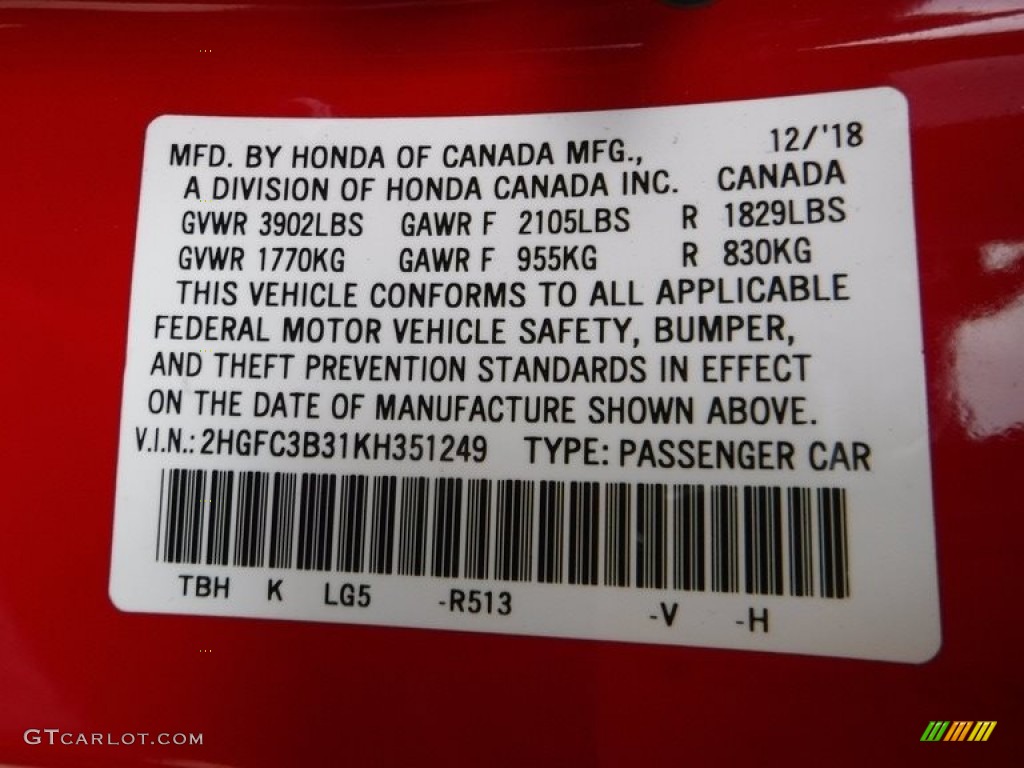 MFD. BY HONDA OF CANADA MFG., 12/'18
A DIVISION OF HONDA CANADA INC. CANADA
GVWR 3902LBS GAWR F 2105LBS R 1829LBS
GVWR 1770KG GAWR F 955KG R 830KG
THIS VEHICLE CONFORMS TO ALL APPLICABLE
FEDERAL MOTOR VEHICLE SAFETY, BUMPER,
AND THEFT PREVENTION STANDARDS IN EFFECT
ON THE DATE OF MANUFACTURE SHOWN ABOVE.
V.I.N.: 2HGFC3B31KH351249 TYPE: PASSENGER CAR
TBH K LG5 -R513 -V -H
GTCARLOT.COM